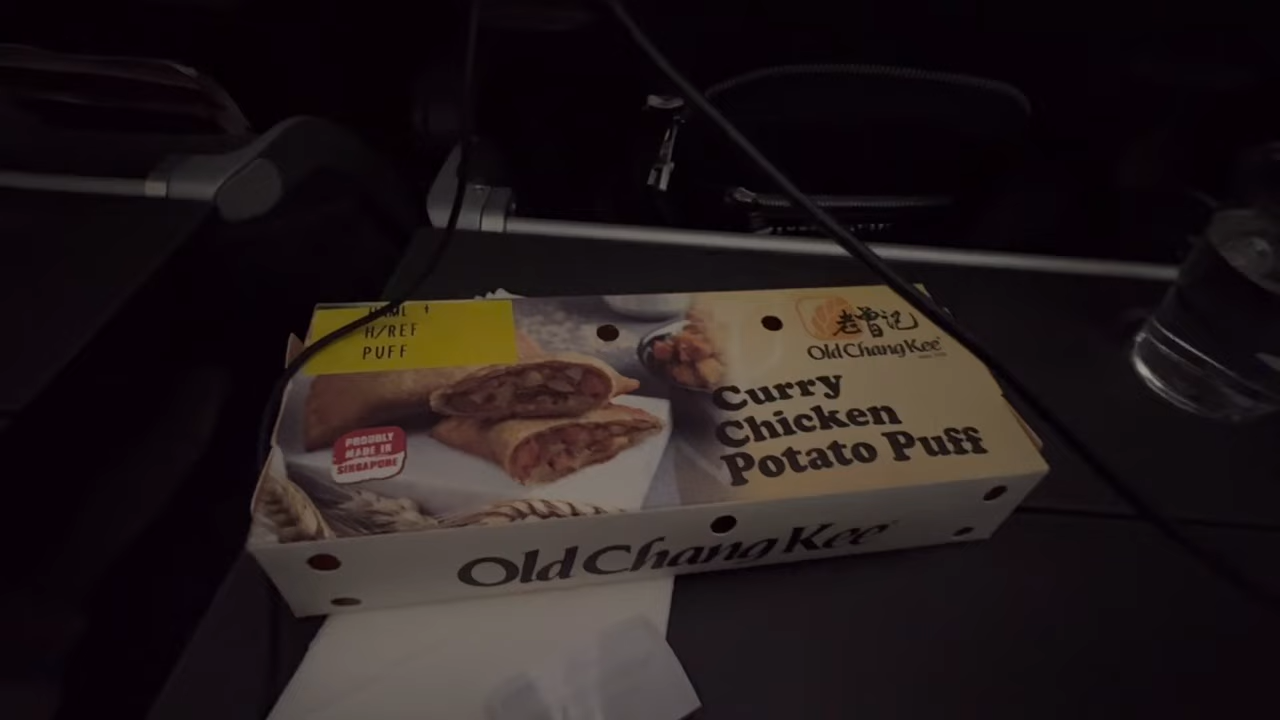 H/REF
PUFF
老曾记
Old Chang Kee
Curry
Chicken
Potato Puff
PROUDLY
MADE IN
SINGAPORE
Old Chang Kee